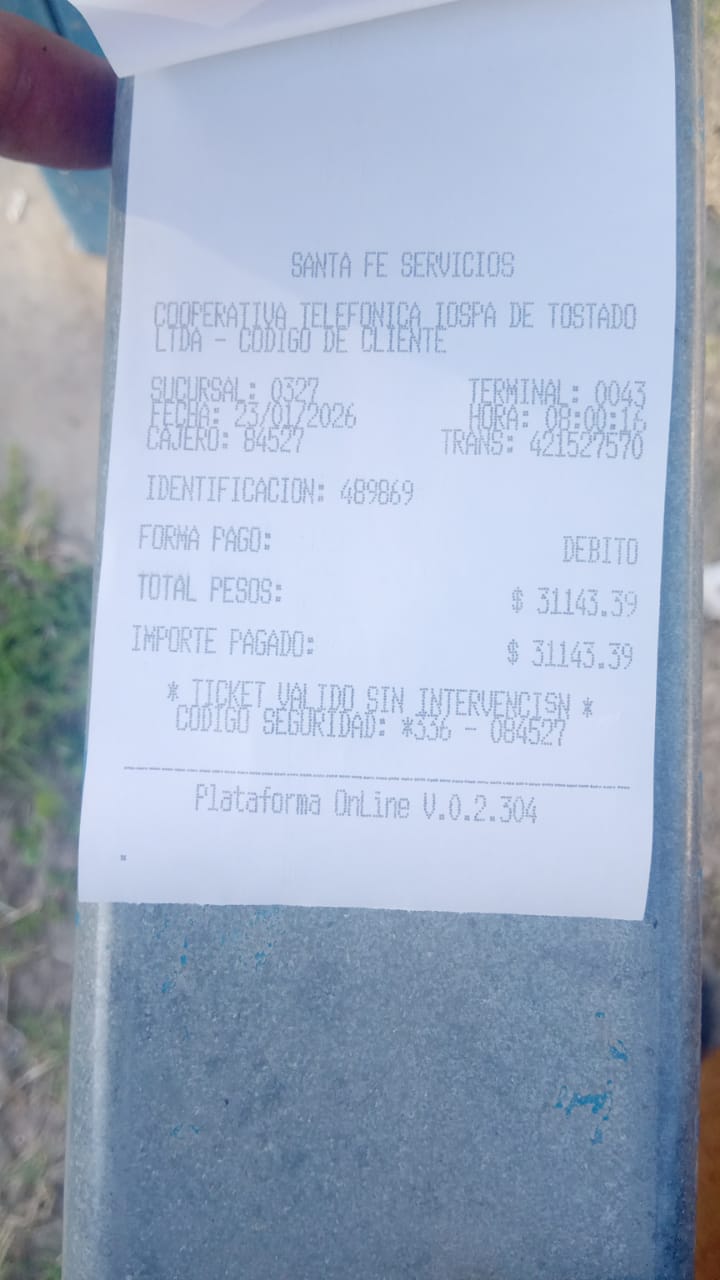 SANTA FE SERVICIOS
COOPERATIVA TELEFONICA IOSPA DE TOSTADO
LTDA - CODIGO DE CLIENTE
SUCURSAL: 0327 TERMINAL: 0043
FECHA: 23/01/2026 HORA: 08:00:16
CAJERO: 84527 TRANS: 421527570
IDENTIFICACION: 489869
FORMA PAGO: DEBITO
TOTAL PESOS: $ 31143.39
IMPORTE PAGADO: $ 31143.39
* TICKET VALIDO SIN INTERVENCISN *
CODIGO SEGURIDAD: *336 - 084527
Plataforma OnLine V.0.2.304